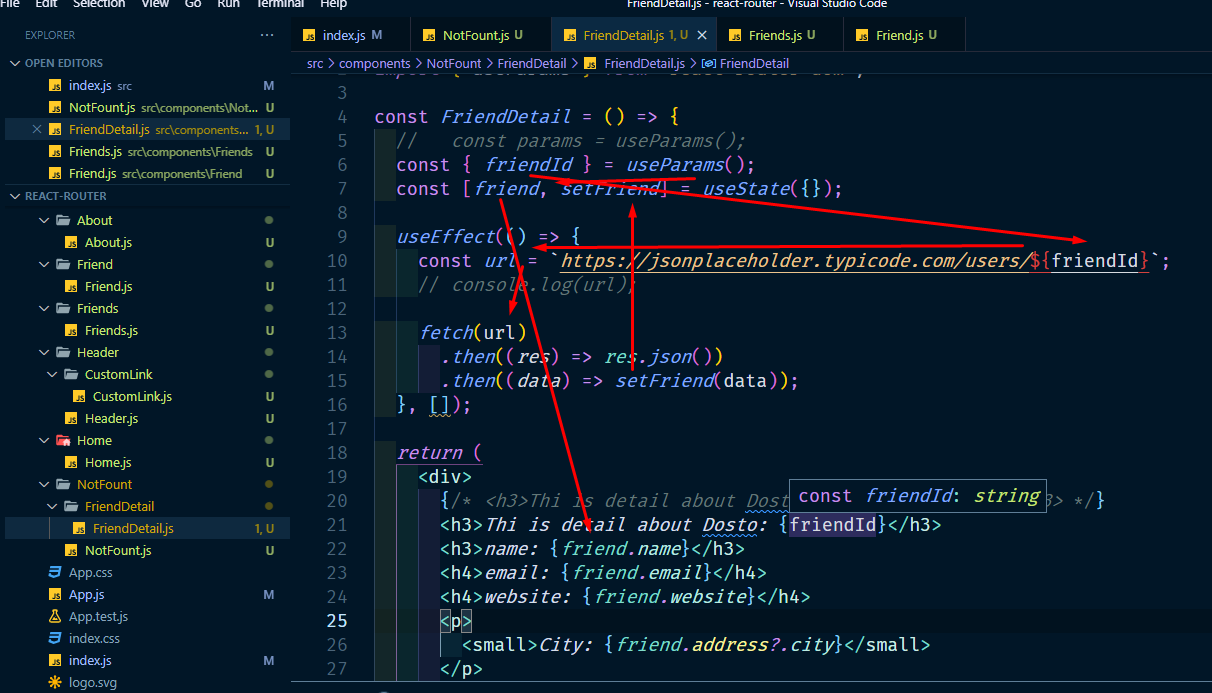 File Edit Selection View Go Run Terminal Help
FriendDetail.js - react-router - Visual Studio Code
EXPLORER
OPEN EDITORS
index.js src M
NotFount.js src\components\Not... U
FriendDetail.js src\components... 1, U
Friends.js src\components\Friends U
Friend.js src\components\Friend U
REACT-ROUTER
About
About.js U
Friend
Friend.js U
Friends
Friends.js U
Header
CustomLink
CustomLink.js U
Header.js U
Home
Home.js U
NotFount
FriendDetail
FriendDetail.js 1, U
NotFount.js U
App.css
App.js M
App.test.js
index.css
index.js M
logo.svg
index.js M NotFount.js U FriendDetail.js 1, U Friends.js U Friend.js U
src > components > NotFount > FriendDetail > FriendDetail.js > FriendDetail
3
4 const FriendDetail = () => {
5 // const params = useParams();
6 const { friendId } = useParams();
7 const [friend, setFriend] = useState({});
8
9 useEffect(() => {
10 const url = `https://jsonplaceholder.typicode.com/users/${friendId}`;
11 // console.log(url);
12
13 fetch(url)
14 .then((res) => res.json())
15 .then((data) => setFriend(data));
16 }, []);
17
18 return (
19 <div>
const friendId: string
20 {/* <h3>Thi is detail about Dost 3> */}
21 <h3>Thi is detail about Dosto: {friendId}</h3>
22 <h3>name: {friend.name}</h3>
23 <h4>email: {friend.email}</h4>
24 <h4>website: {friend.website}</h4>
25 <p>
26 <small>City: {friend.address?.city}</small>
27 </p>